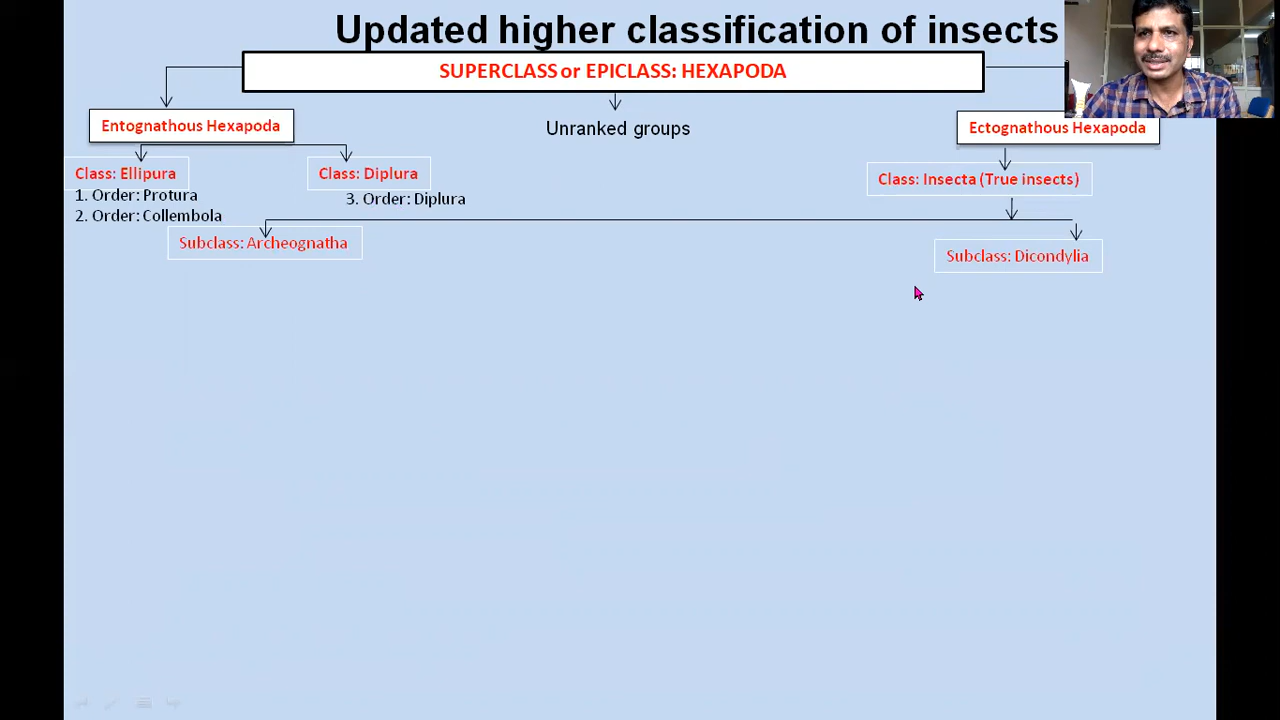 Updated higher classification of insects
SUPERCLASS or EPICLASS: HEXAPODA
Entognathous Hexapoda
Unranked groups
Ectognathous Hexapoda
Class: Ellipura
Class: Diplura
Class: Insecta (True insects)
1. Order: Protura
3. Order: Diplura
2. Order: Collembola
Subclass: Archeognatha
Subclass: Dicondylia